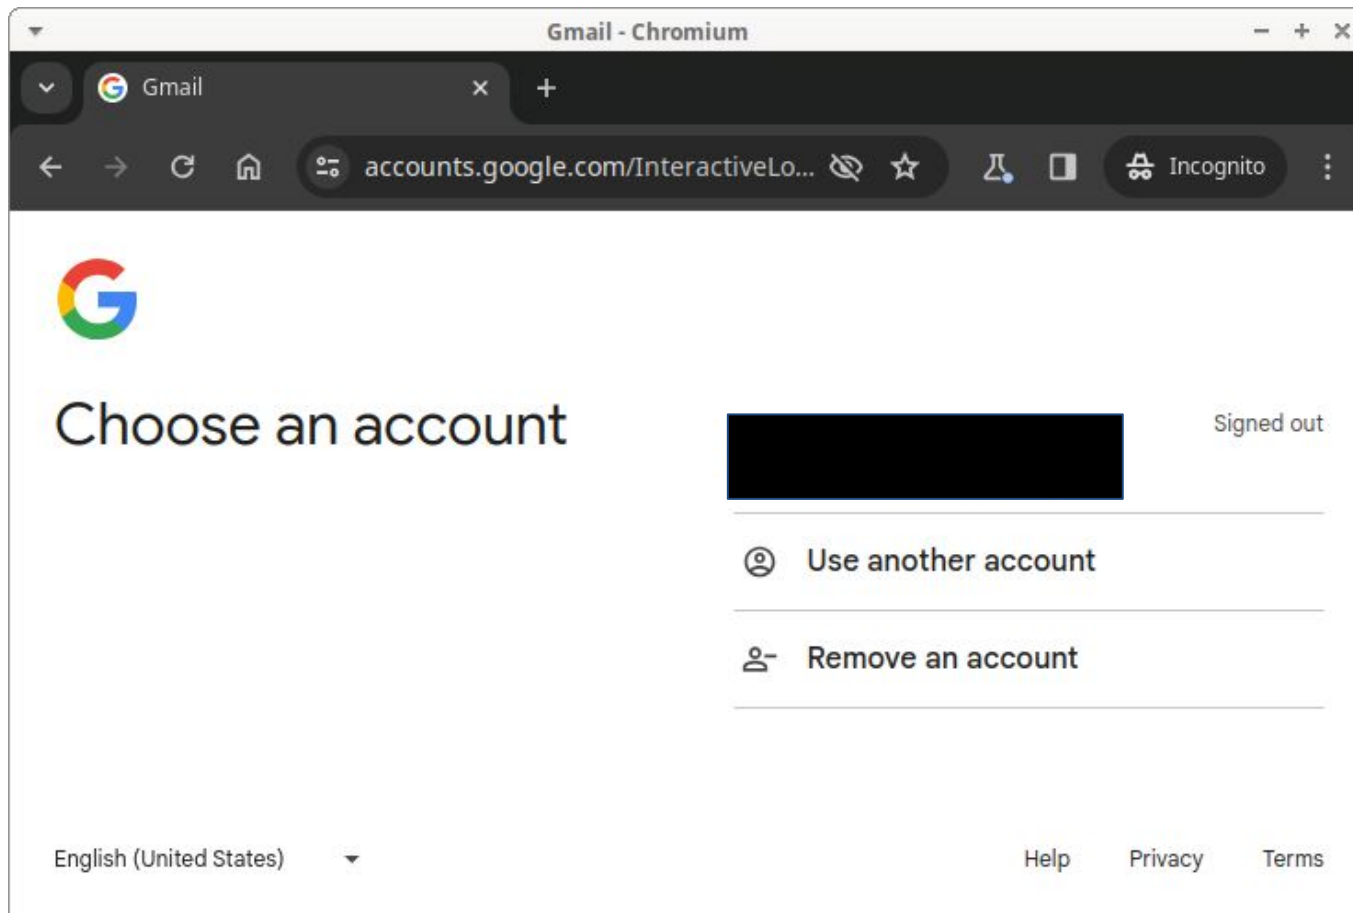 Gmail - Chromium
Gmail
accounts.google.com/InteractiveLo...
Incognito
Choose an account
Signed out
Use another account
Remove an account
English (United States)
Help
Privacy
Terms